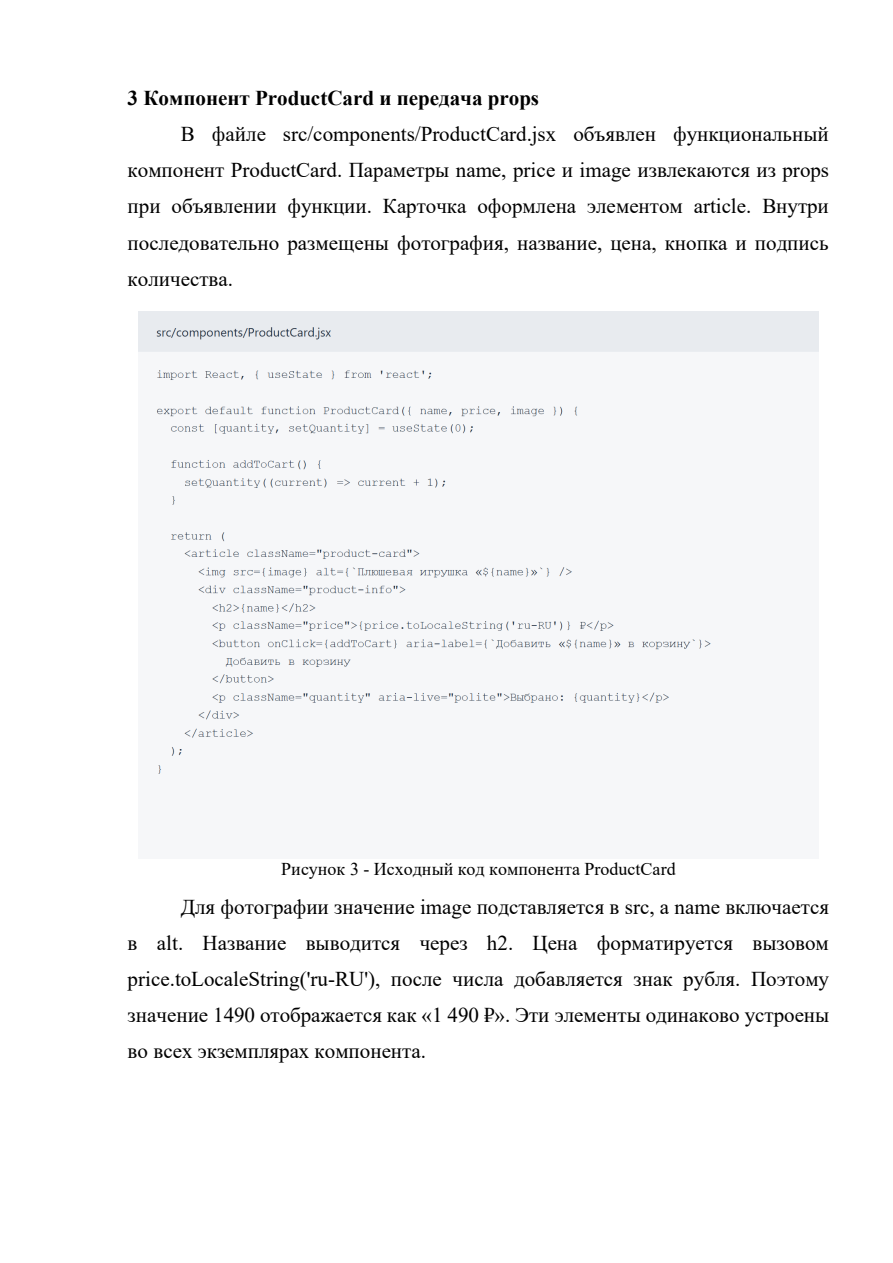 3 Компонент ProductCard и передача props
В файле src/components/ProductCard.jsx объявлен функциональный
компонент ProductCard. Параметры name, price и image извлекаются из props
при объявлении функции. Карточка оформлена элементом article. Внутри
последовательно размещены фотография, название, цена, кнопка и подпись
количества.
src/components/ProductCard.jsx
import React, { useState } from 'react';
export default function ProductCard({ name, price, image }) {
  const [quantity, setQuantity] = useState(0);
  function addToCart() {
    setQuantity((current) => current + 1);
  }
  return (
    <article className="product-card">
      <img src={image} alt={`Плюшевая игрушка «${name}»`} />
      <div className="product-info">
        <h2>{name}</h2>
        <p className="price">{price.toLocaleString('ru-RU')} ₽</p>
        <button onClick={addToCart} aria-label={`Добавить «${name}» в корзину`}>
          Добавить в корзину
        </button>
        <p className="quantity" aria-live="polite">Выбрано: {quantity}</p>
      </div>
    </article>
  );
}
Рисунок 3 - Исходный код компонента ProductCard
Для фотографии значение image подставляется в src, а name включается
в alt. Название выводится через h2. Цена форматируется вызовом
price.toLocaleString('ru-RU'), после числа добавляется знак рубля. Поэтому
значение 1490 отображается как «1 490 ₽». Эти элементы одинаково устроены
во всех экземплярах компонента.